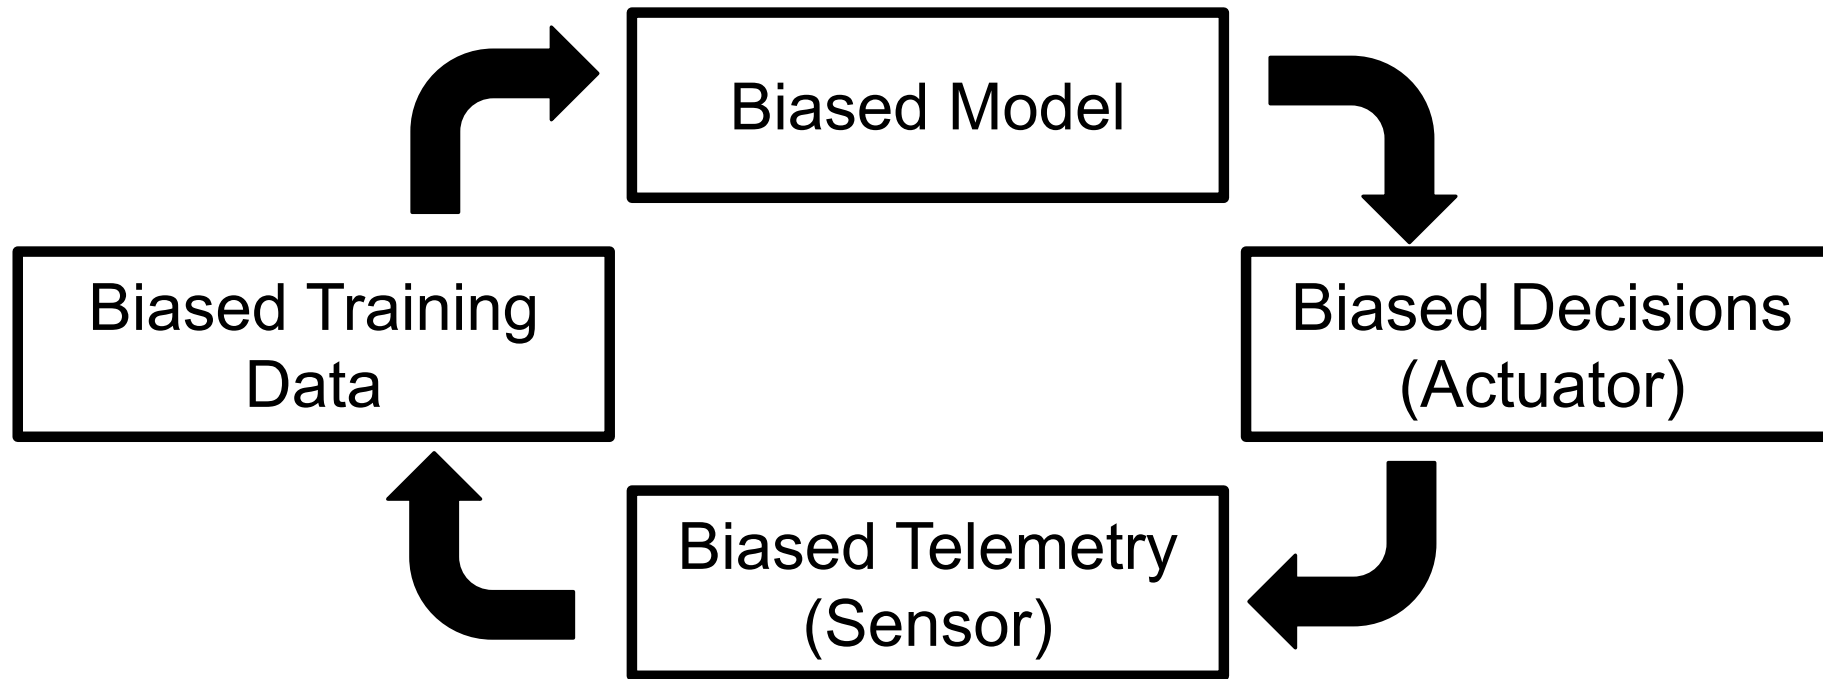 Biased Model
Biased Training
Data
Biased Decisions
(Actuator)
Biased Telemetry
(Sensor)